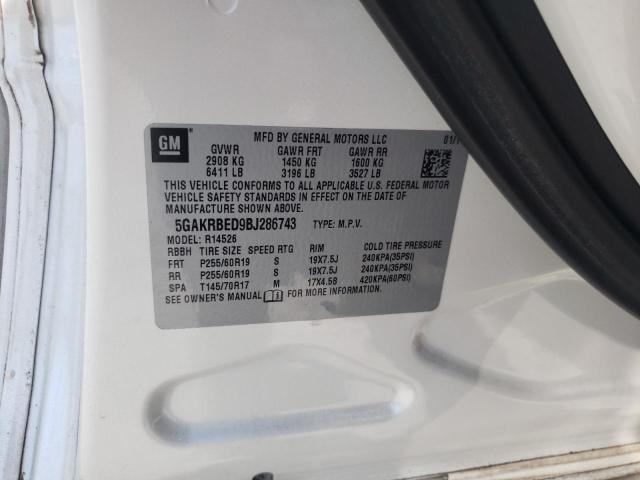 GM
MFD BY GENERAL MOTORS LLC 01/
GVWR GAWR FRT GAWR RR
2908 KG 1450 KG 1600 KG
6411 LB 3196 LB 3527 LB
THIS VEHICLE CONFORMS TO ALL APPLICABLE U.S. FEDERAL MOTOR
VEHICLE SAFETY STANDARDS IN EFFECT ON THE DATE OF
MANUFACTURE SHOWN ABOVE.
5GAKRBED9BJ286743 TYPE: M.P.V.
MODEL: R14526
RBBH TIRE SIZE SPEED RTG RIM COLD TIRE PRESSURE
FRT P255/60R19 S 19X7.5J 240KPA(35PSI)
RR P255/60R19 S 19X7.5J 240KPA(35PSI)
SPA T145/70R17 M 17X4.5B 420KPA(60PSI)
SEE OWNER'S MANUAL FOR MORE INFORMATION.